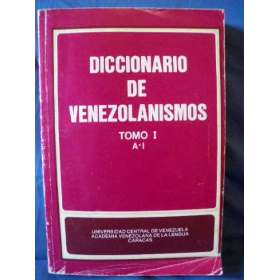 DICCIONARIO
DE
VENEZOLANISMOS
TOMO I
A-I
UNIVERSIDAD CENTRAL DE VENEZUELA
ACADEMIA VENEZOLANA DE LA LENGUA
CARACAS